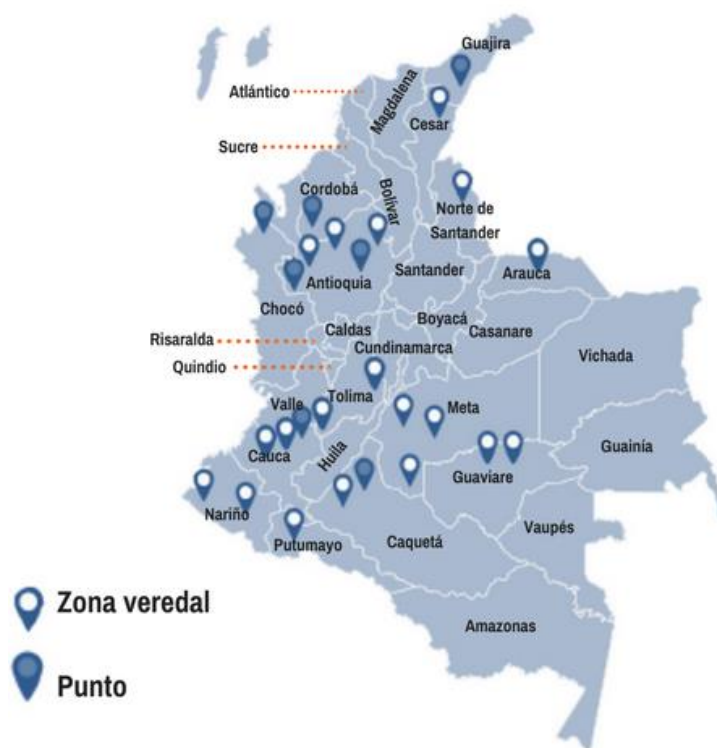 Guajira
Atlántico
Magdalena
Cesar
Sucre
Cordobá
Bolívar
Norte de
Santander
Antioquia
Santander
Arauca
Chocó
Boyacá
Caldas
Casanare
Risaralda
Cundinamarca
Vichada
Quindio
Tolima
Valle
Meta
Guainía
Cauca
Huila
Guaviare
Nariño
Vaupés
Putumayo
Caquetá
Zona veredal
Amazonas
Punto